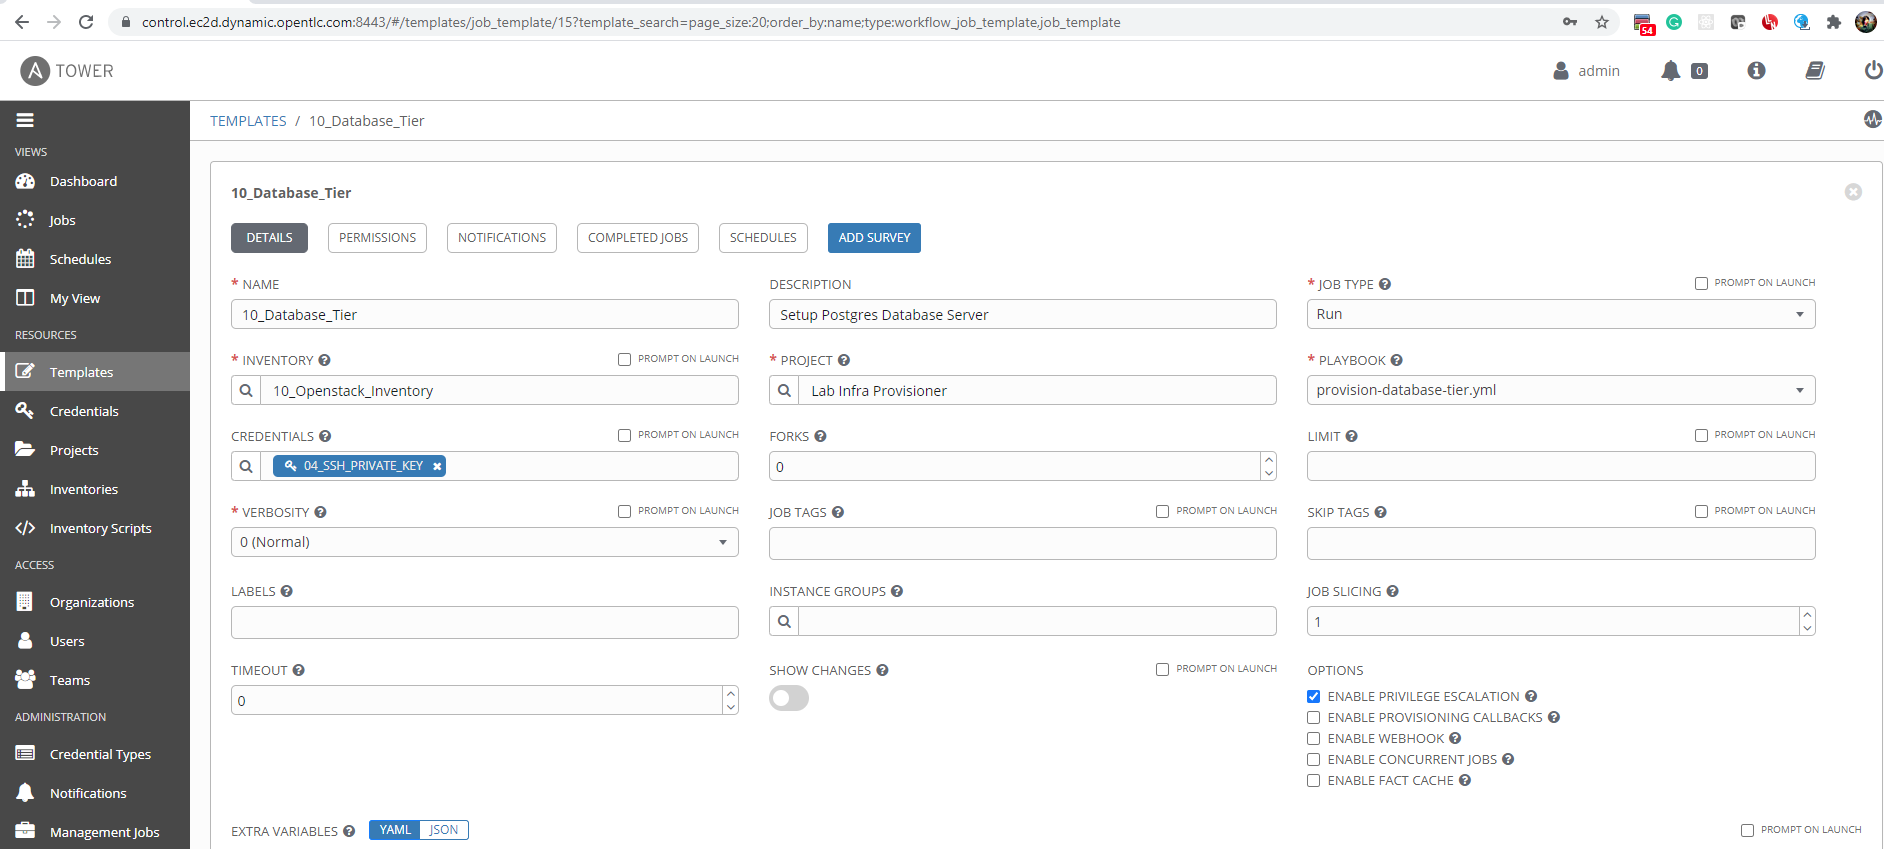 control.ec2d.dynamic.opentlc.com:8443/#/templates/job_template/15?template_search=page_size:20;order_by:name;type:workflow_job_template,job_template
54
A TOWER
admin
0
TEMPLATES / 10_Database_Tier
VIEWS
Dashboard
Jobs
Schedules
My View
RESOURCES
Templates
Credentials
Projects
Inventories
Inventory Scripts
ACCESS
Organizations
Users
Teams
ADMINISTRATION
Credential Types
Notifications
Management Jobs
10_Database_Tier
DETAILS PERMISSIONS NOTIFICATIONS COMPLETED JOBS SCHEDULES ADD SURVEY
* NAME
10_Database_Tier
DESCRIPTION
Setup Postgres Database Server
* JOB TYPE ? PROMPT ON LAUNCH
Run
* INVENTORY ? PROMPT ON LAUNCH
10_Openstack_Inventory
* PROJECT ?
Lab Infra Provisioner
* PLAYBOOK ?
provision-database-tier.yml
CREDENTIALS ? PROMPT ON LAUNCH
04_SSH_PRIVATE_KEY
FORKS ?
0
LIMIT ? PROMPT ON LAUNCH
* VERBOSITY ? PROMPT ON LAUNCH
0 (Normal)
JOB TAGS ? PROMPT ON LAUNCH
SKIP TAGS ? PROMPT ON LAUNCH
LABELS ?
INSTANCE GROUPS ?
JOB SLICING ?
1
TIMEOUT ?
0
SHOW CHANGES ? PROMPT ON LAUNCH
OPTIONS
ENABLE PRIVILEGE ESCALATION ?
ENABLE PROVISIONING CALLBACKS ?
ENABLE WEBHOOK ?
ENABLE CONCURRENT JOBS ?
ENABLE FACT CACHE ?
EXTRA VARIABLES ? YAML JSON PROMPT ON LAUNCH